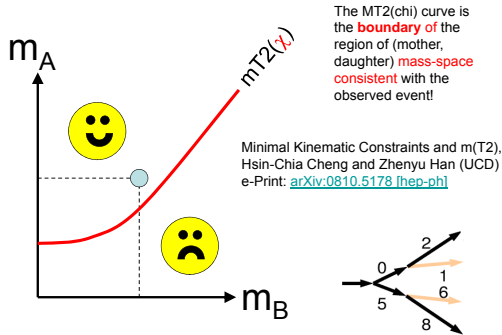 The MT2(chi) curve is
the boundary of the
region of (mother,
daughter) mass-space
consistent with the
observed event!
mA
mT2(χ)
Minimal Kinematic Constraints and m(T2),
Hsin-Chia Cheng and Zhenyu Han (UCD)
e-Print: arXiv:0810.5178 [hep-ph]
mB
2
0
1
6
5
8